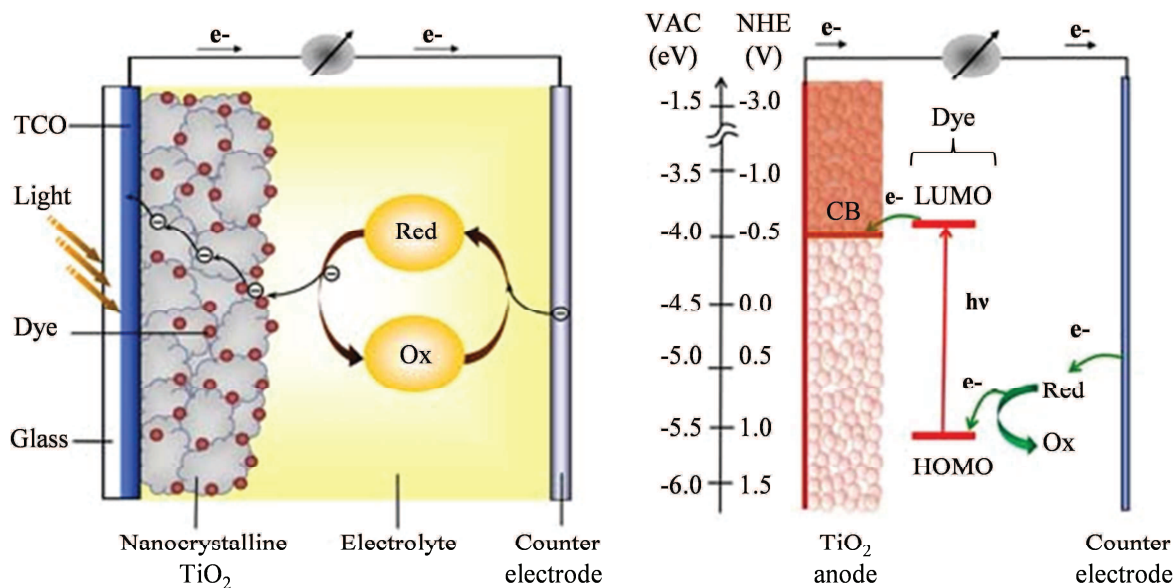 e-
e-
TCO
Light
Dye
Glass
Red
Ox
Nanocrystalline
TiO2
Electrolyte
Counter
electrode
VAC
(eV)
NHE
(V)
-1.5
-3.0
-3.5
-1.0
-4.0
-0.5
-4.5
0.0
-5.0
0.5
-5.5
1.0
-6.0
1.5
e-
e-
Dye
LUMO
e-
CB
hν
e-
e-
Red
Ox
HOMO
TiO2
anode
Counter
electrode